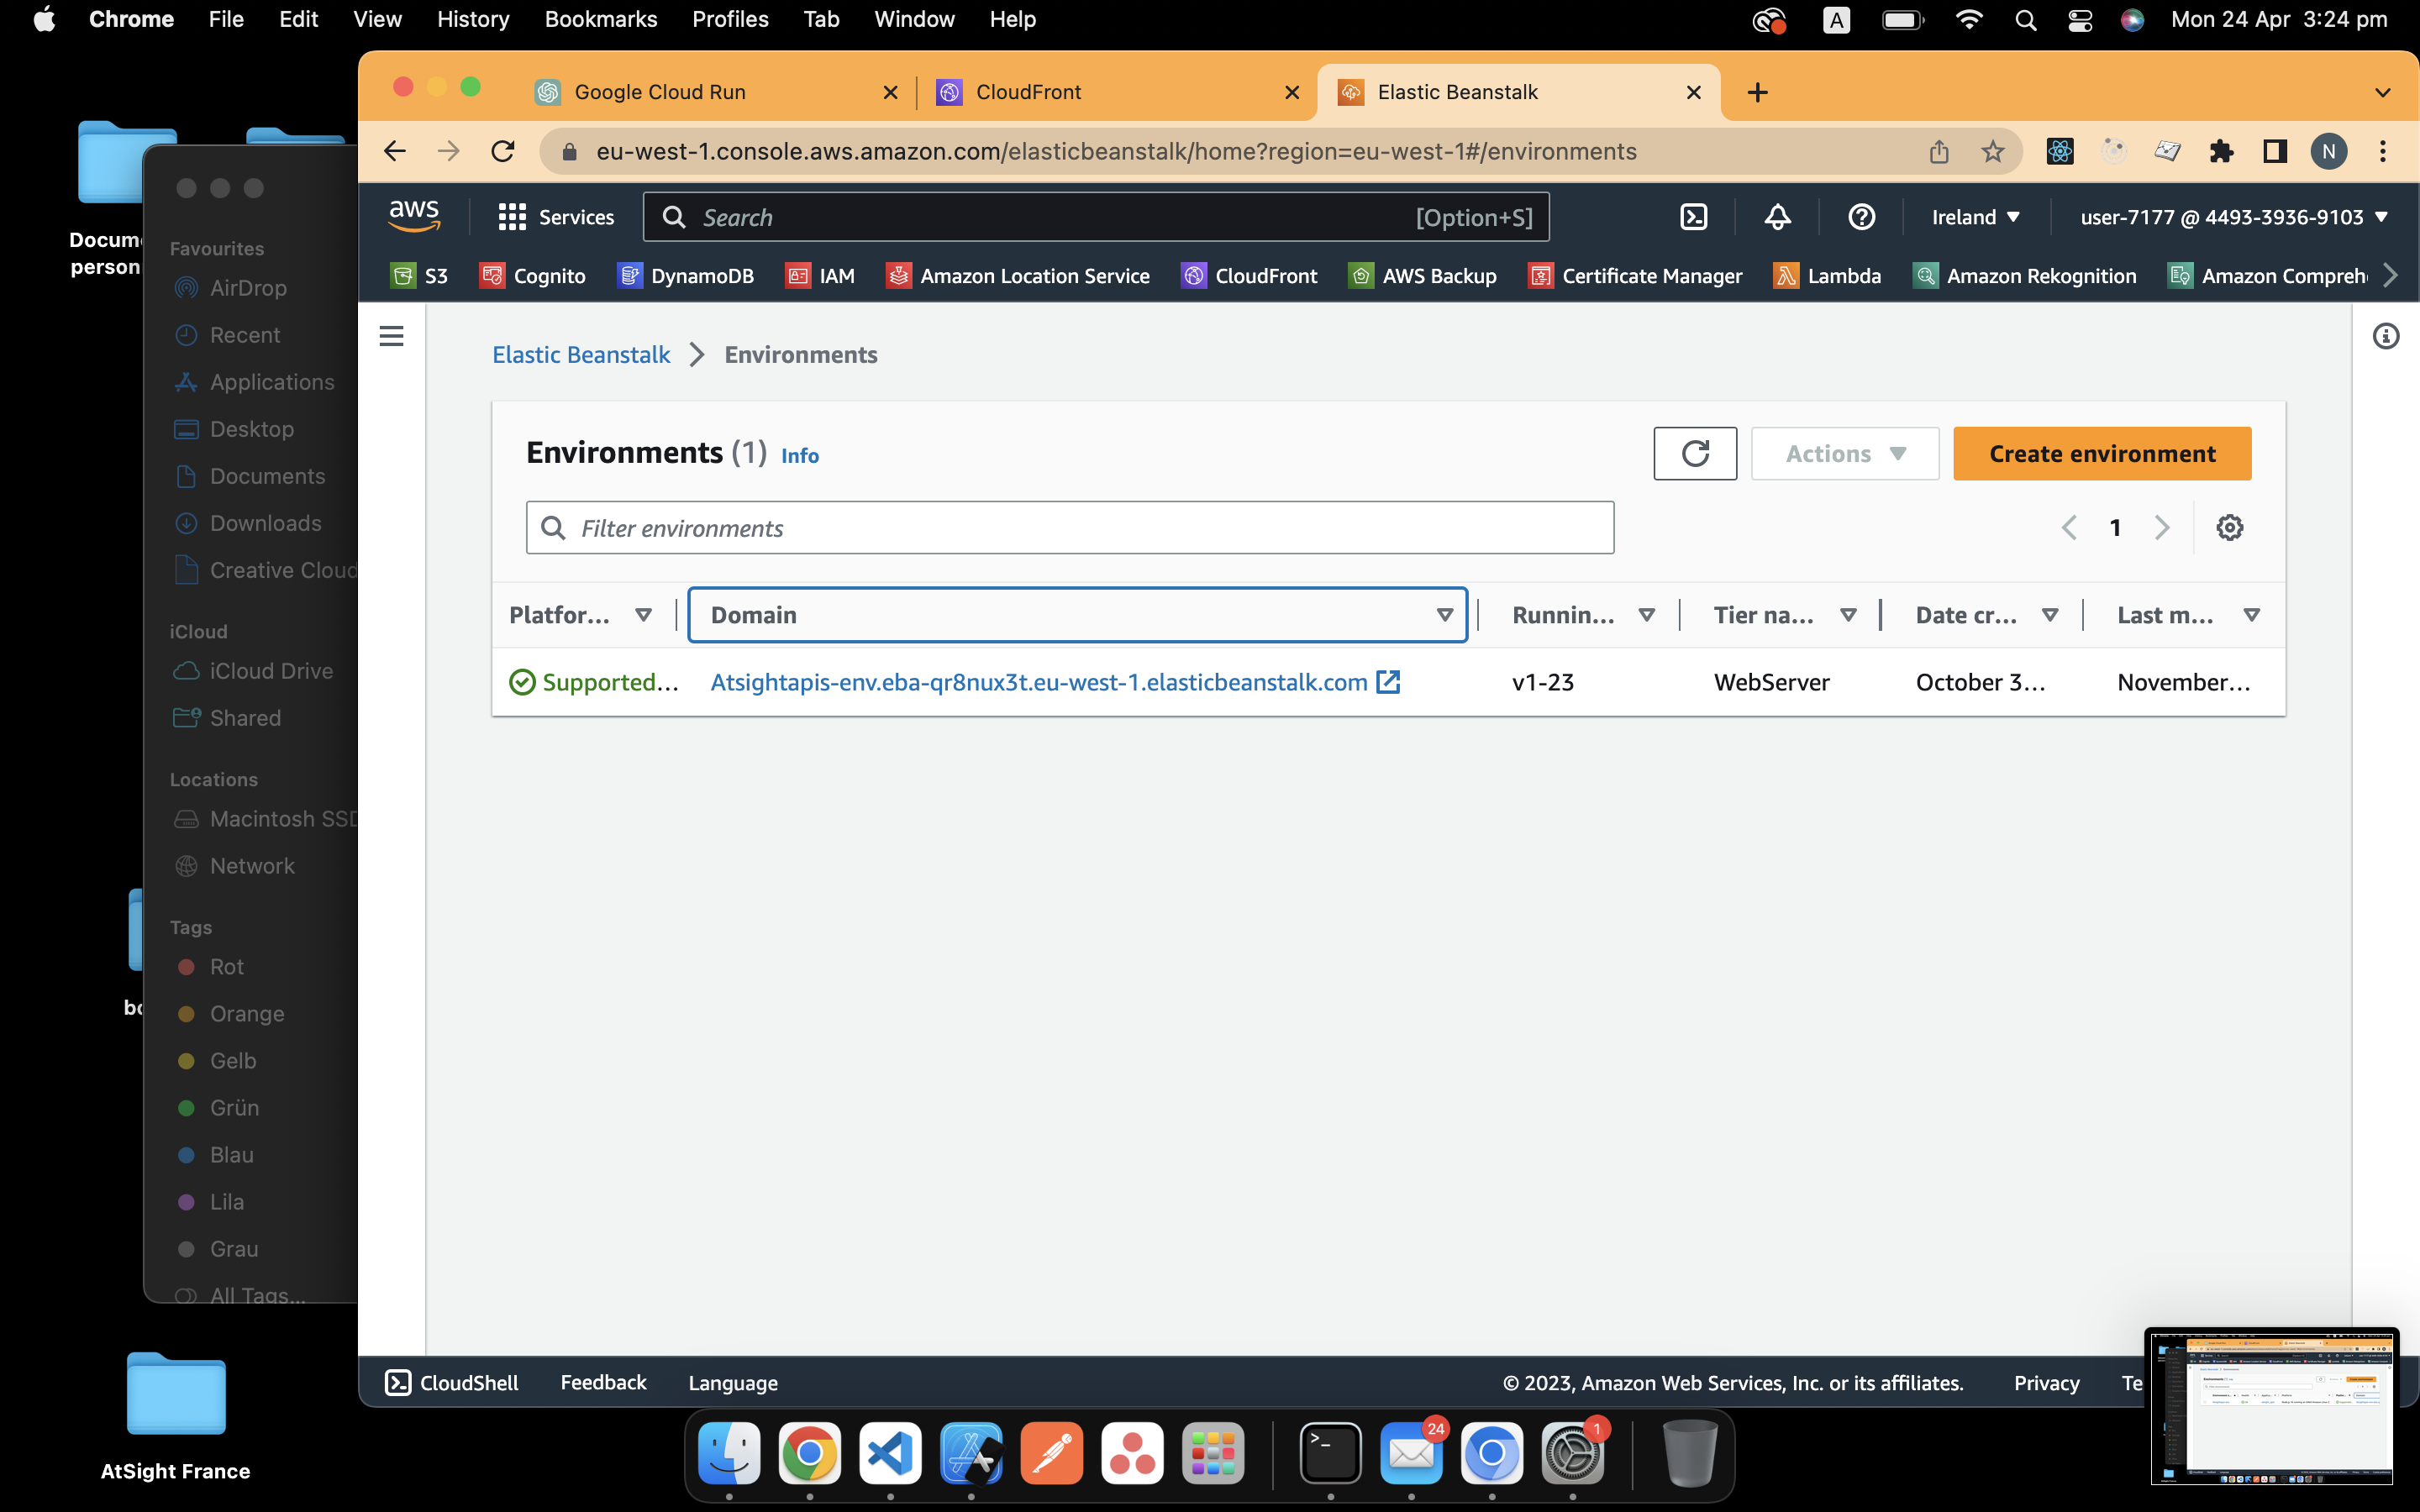 Chrome File Edit View History Bookmarks Profiles Tab Window Help
A Mon 24 Apr 3:24 pm
Google Cloud Run
CloudFront
Elastic Beanstalk
eu-west-1.console.aws.amazon.com/elasticbeanstalk/home?region=eu-west-1#/environments
N
aws
Services
Search
[Option+S]
Ireland
user-7177 @ 4493-3936-9103
S3
Cognito
DynamoDB
IAM
Amazon Location Service
CloudFront
AWS Backup
Certificate Manager
Lambda
Amazon Rekognition
Amazon Compreh
Elastic Beanstalk
Environments
Environments (1) Info
Actions
Create environment
Filter environments
1
Platfor...
Domain
Runnin...
Tier na...
Date cr...
Last m...
Supported...
Atsightapis-env.eba-qr8nux3t.eu-west-1.elasticbeanstalk.com
v1-23
WebServer
October 3...
November...
Docum
person
Favourites
AirDrop
Recent
Applications
Desktop
Documents
Downloads
Creative Cloud
iCloud
iCloud Drive
Shared
Locations
Macintosh SSD
Network
Tags
Rot
Orange
Gelb
Grün
Blau
Lila
Grau
All Tags...
AtSight France
CloudShell
Feedback
Language
© 2023, Amazon Web Services, Inc. or its affiliates.
Privacy
Te
24
1